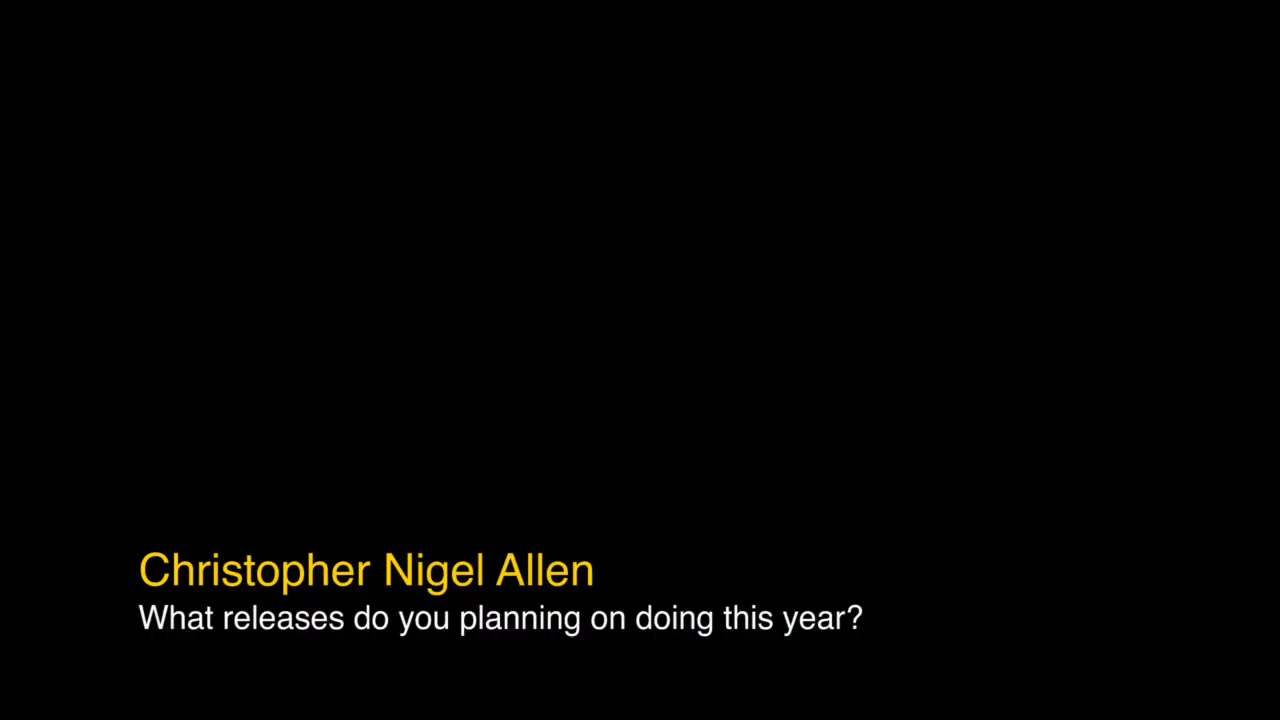 Christopher Nigel Allen
What releases do you planning on doing this year?